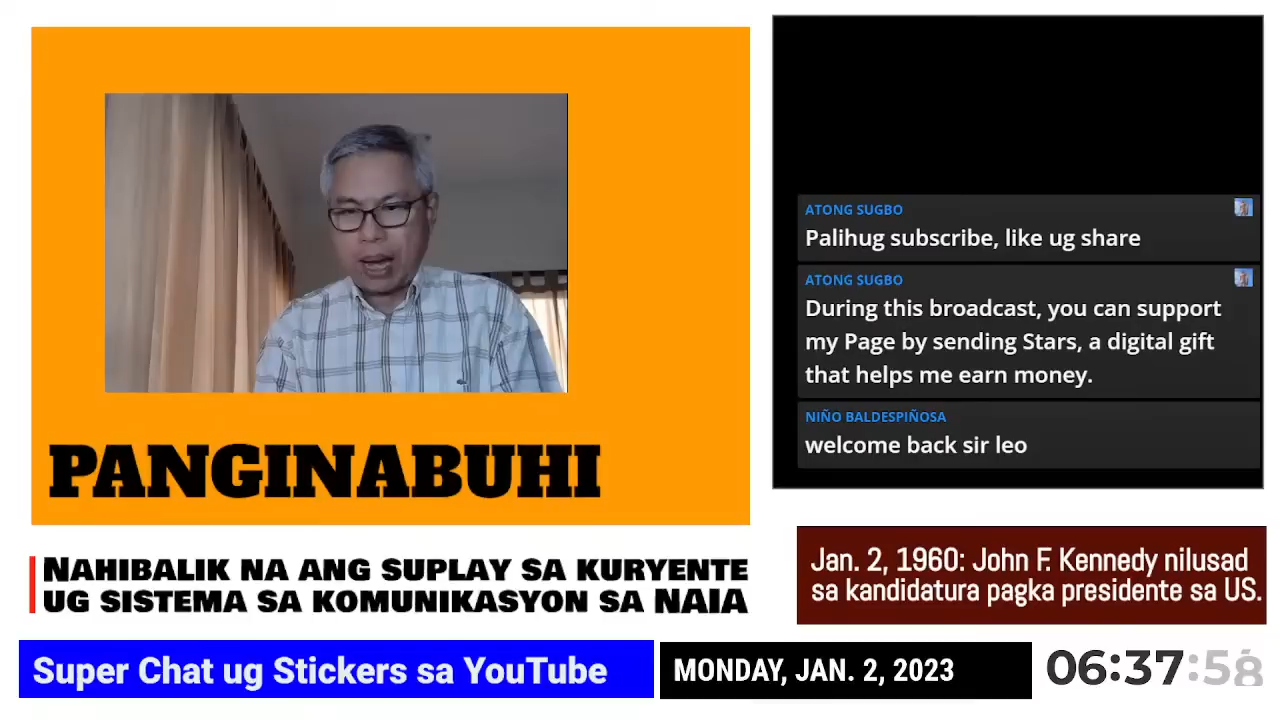 PANGINABUHI
NAHIBALIK NA ANG SUPLAY SA KURYENTE
UG SISTEMA SA KOMUNIKASYON SA NAIA
ATONG SUGBO
Palihug subscribe, like ug share
ATONG SUGBO
During this broadcast, you can support
my Page by sending Stars, a digital gift
that helps me earn money.
NIÑO BALDESPIÑOSA
welcome back sir leo
Jan. 2, 1960: John F. Kennedy nilusad
sa kandidatura pagka presidente sa US.
Super Chat ug Stickers sa YouTube
MONDAY, JAN. 2, 2023
06:37:58